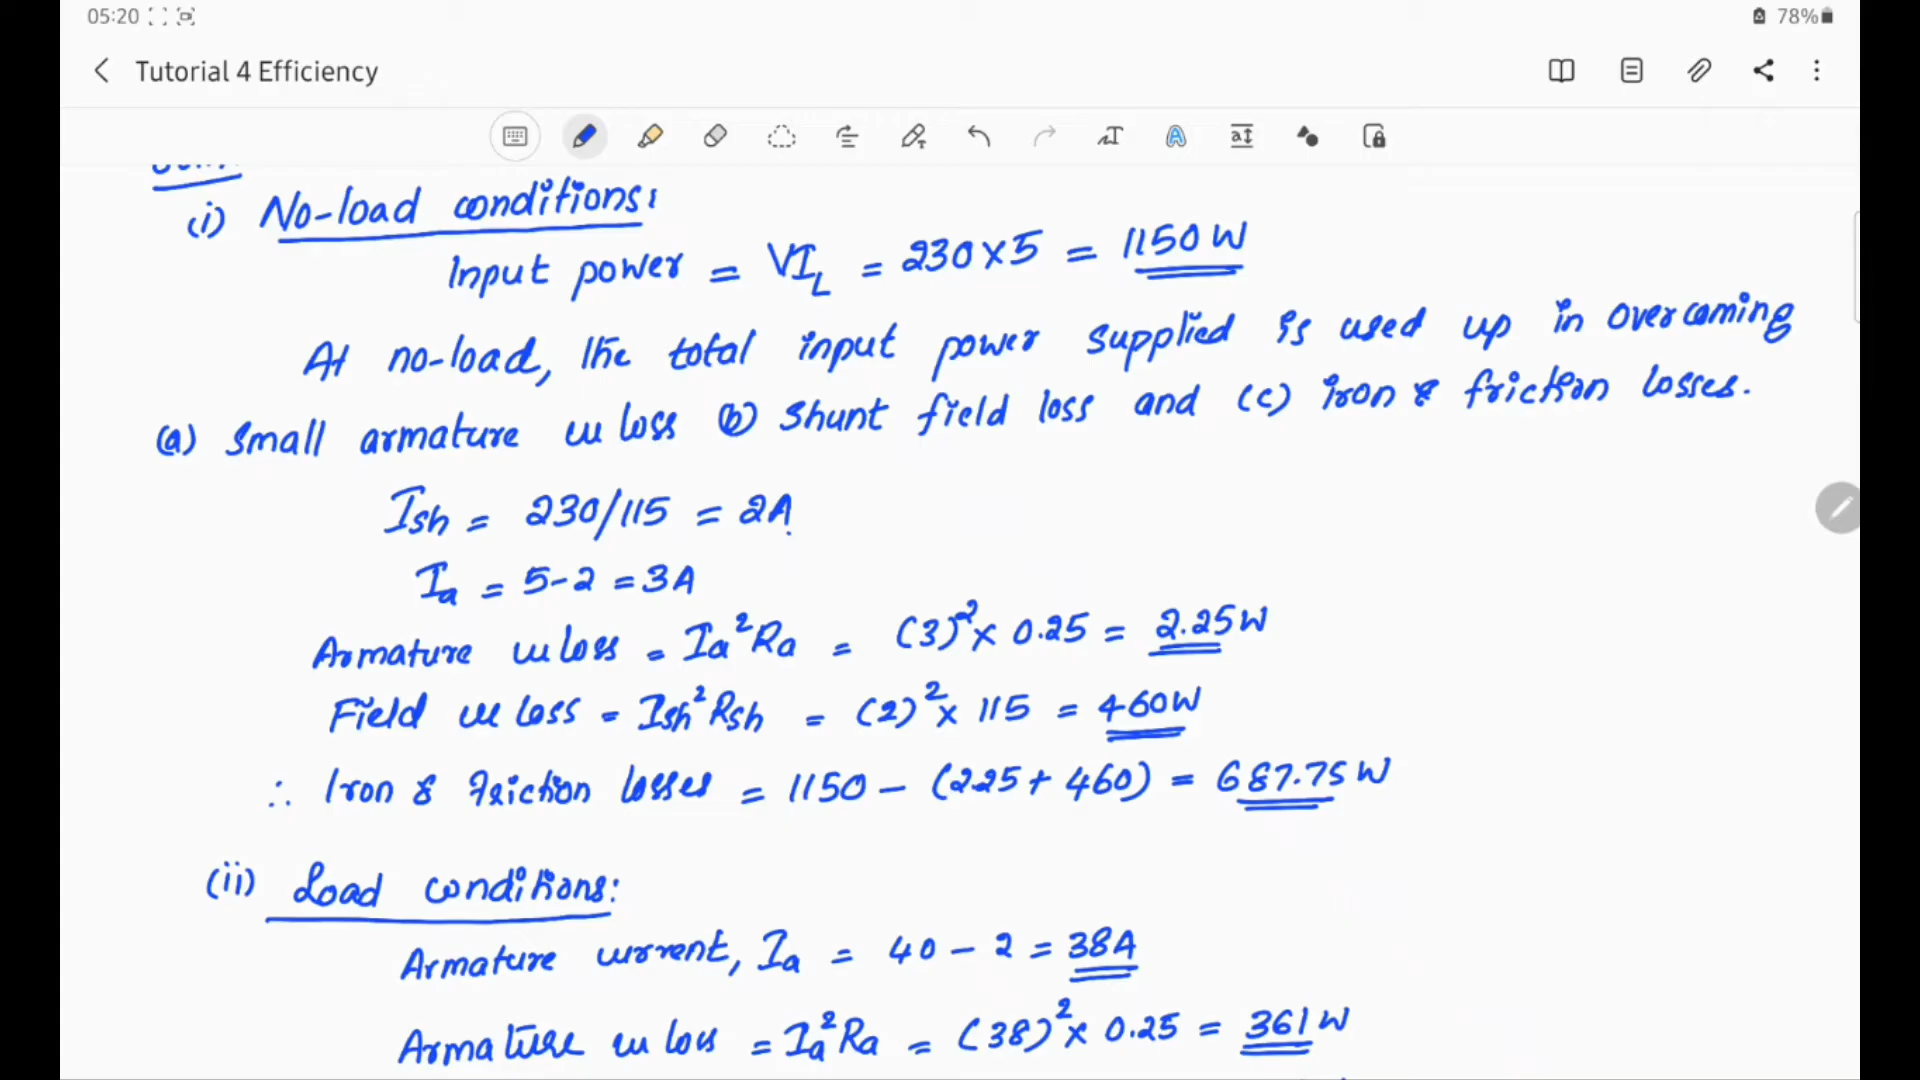 05:20
78%
Tutorial 4 Efficiency
(i) No-load conditions:
Input power = VI_L = 230×5 = 1150 W
At no-load, the total input power supplied is used up in overcoming
(a) Small armature cu loss (b) Shunt field loss and (c) iron & friction losses.
Ish = 230/115 = 2A
Ia = 5-2 = 3A
Armature cu loss = Ia²Ra = (3)² × 0.25 = 2.25W
Field cu loss = Ish²Rsh = (2)² × 115 = 460W
∴ Iron & Friction losses = 1150 - (225 + 460) = 687.75 W
(ii) Load conditions:
Armature current, Ia = 40 - 2 = 38A
Armature cu loss = Ia²Ra = (38)² × 0.25 = 361 W